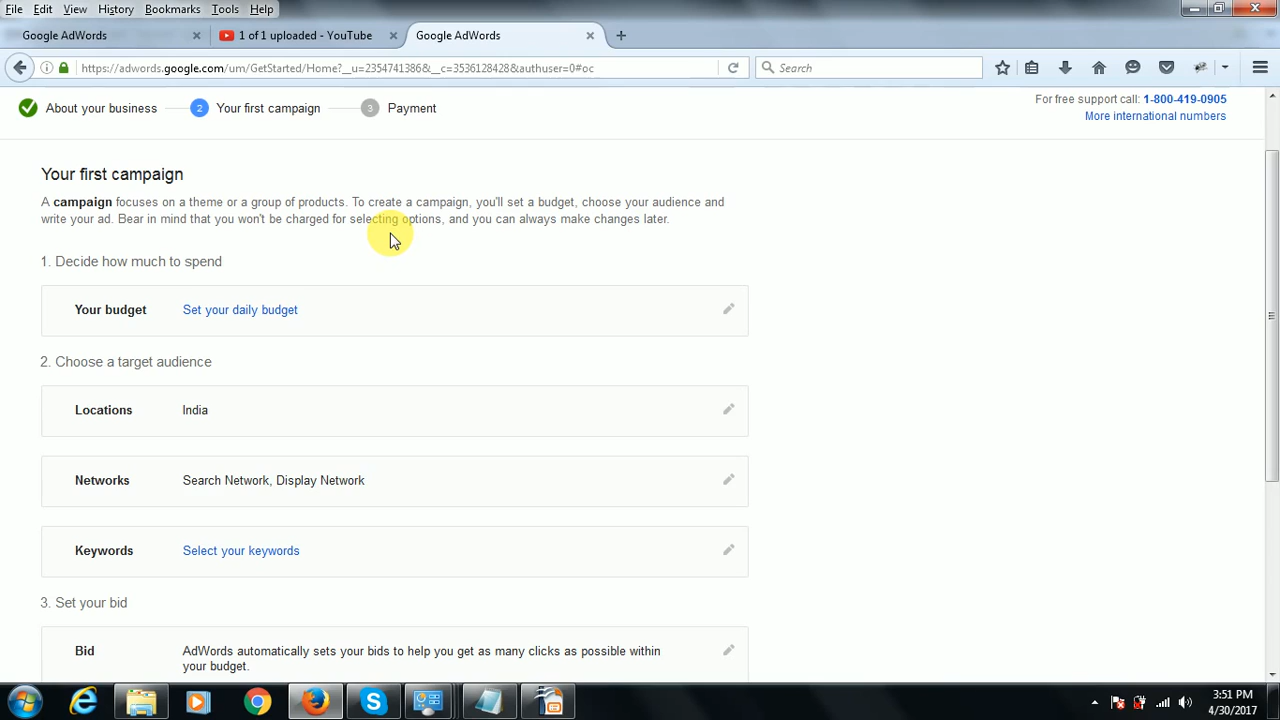 File Edit View History Bookmarks Tools Help
Google AdWords
1 of 1 uploaded - YouTube
Google AdWords
https://adwords.google.com/um/GetStarted/Home?__u=2354741386&__c=3536128428&authuser=0#oc
Search
About your business
2 Your first campaign
3 Payment
For free support call: 1-800-419-0905
More international numbers
Your first campaign
A campaign focuses on a theme or a group of products. To create a campaign, you'll set a budget, choose your audience and
write your ad. Bear in mind that you won't be charged for selecting options, and you can always make changes later.
1. Decide how much to spend
Your budget Set your daily budget
2. Choose a target audience
Locations India
Networks Search Network, Display Network
Keywords Select your keywords
3. Set your bid
Bid AdWords automatically sets your bids to help you get as many clicks as possible within
your budget.
3:51 PM
4/30/2017